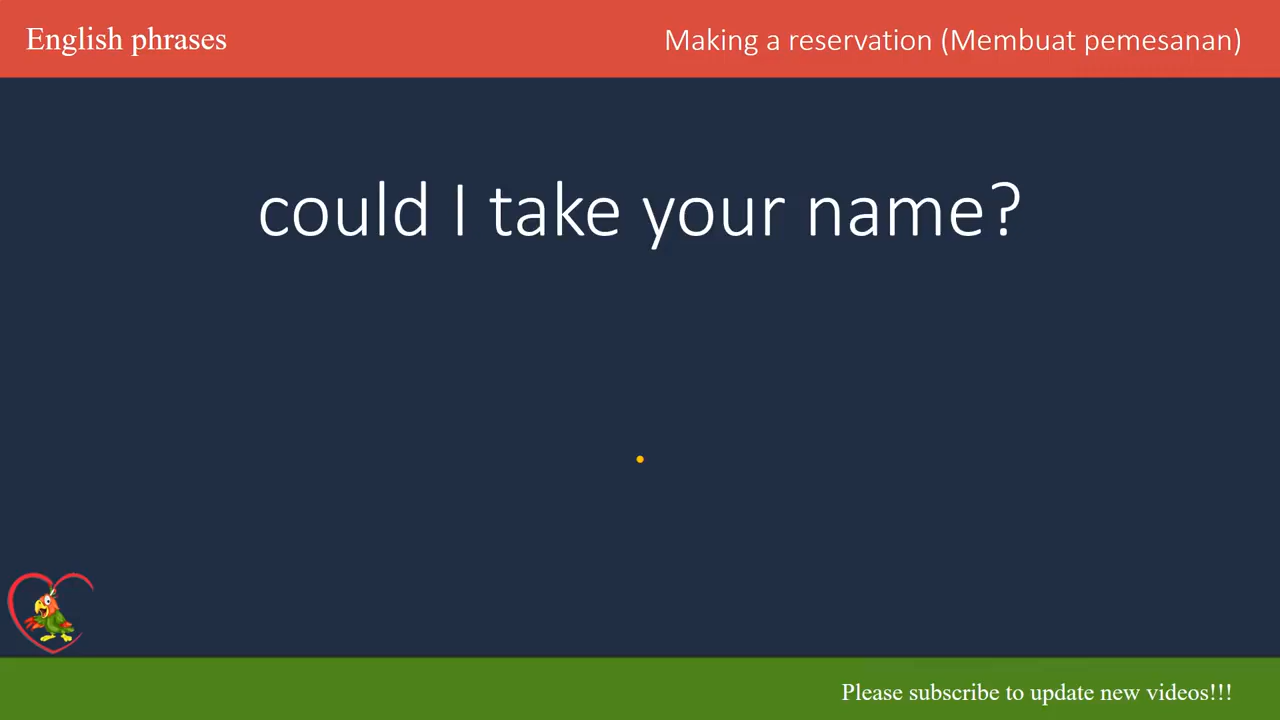 English phrases
Making a reservation (Membuat pemesanan)
could I take your name?
Please subscribe to update new videos!!!